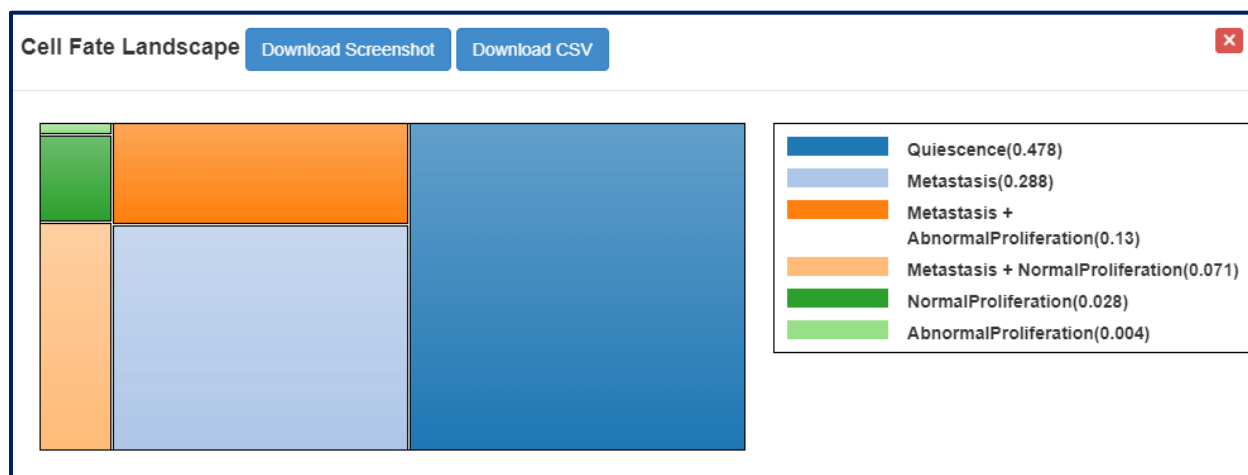 Cell Fate Landscape Download Screenshot Download CSV ×
Quiescence(0.478)
Metastasis(0.288)
Metastasis +
AbnormalProliferation(0.13)
Metastasis + NormalProliferation(0.071)
NormalProliferation(0.028)
AbnormalProliferation(0.004)